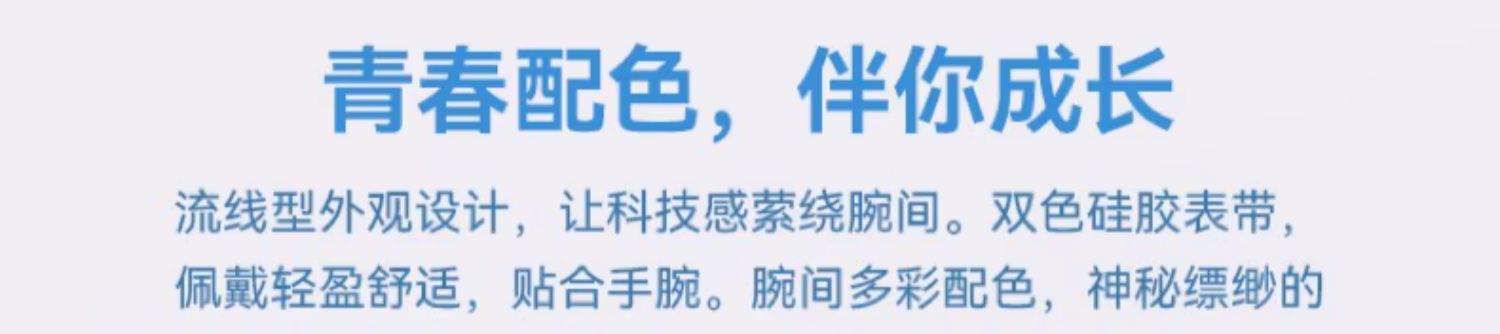 青春配色，伴你成长
流线型外观设计，让科技感萦绕腕间。双色硅胶表带，
佩戴轻盈舒适，贴合手腕。腕间多彩配色，神秘缥缈的